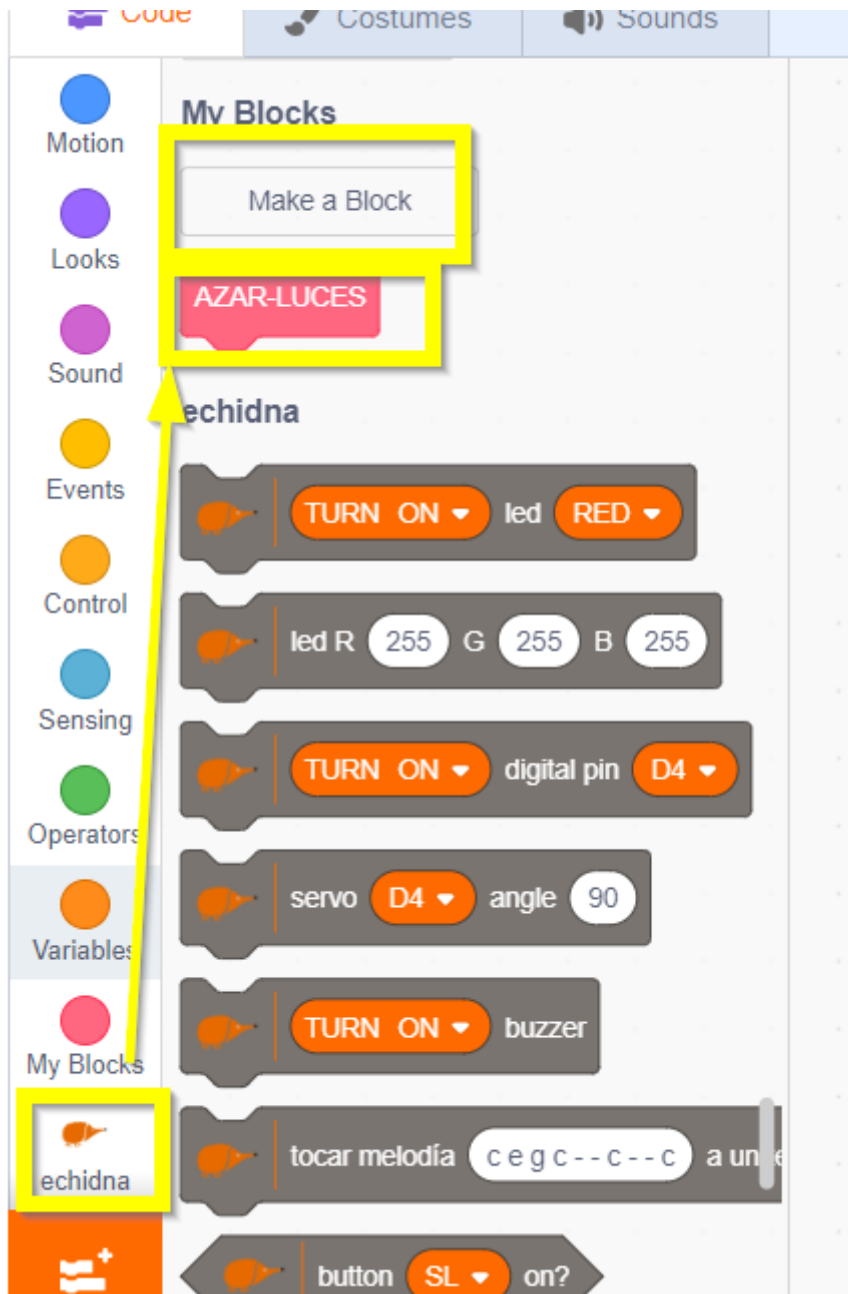 Code
Costumes
Sounds
Motion
Looks
Sound
Events
Control
Sensing
Operators
Variables
My Blocks
echidna
My Blocks
Make a Block
AZAR-LUCES
echidna
TURN ON led RED
led R 255 G 255 B 255
TURN ON digital pin D4
servo D4 angle 90
TURN ON buzzer
tocar melodía c e g c - - c - - c a un
button SL on?